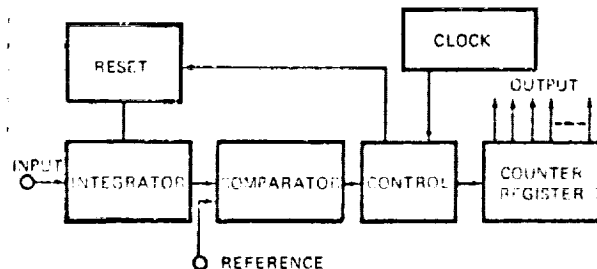 CLOCK
RESET
OUTPUT
INPUT
INTEGRATOR
COMPARATOR
CONTROL
COUNTER
REGISTER
REFERENCE